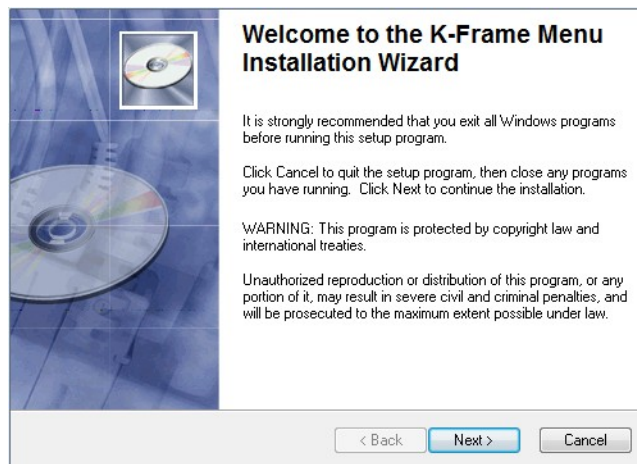 Welcome to the K-Frame Menu
Installation Wizard
It is strongly recommended that you exit all Windows programs
before running this setup program.
Click Cancel to quit the setup program, then close any programs
you have running.  Click Next to continue the installation.
WARNING: This program is protected by copyright law and
international treaties.
Unauthorized reproduction or distribution of this program, or any
portion of it, may result in severe civil and criminal penalties, and
will be prosecuted to the maximum extent possible under law.
< Back
Next >
Cancel